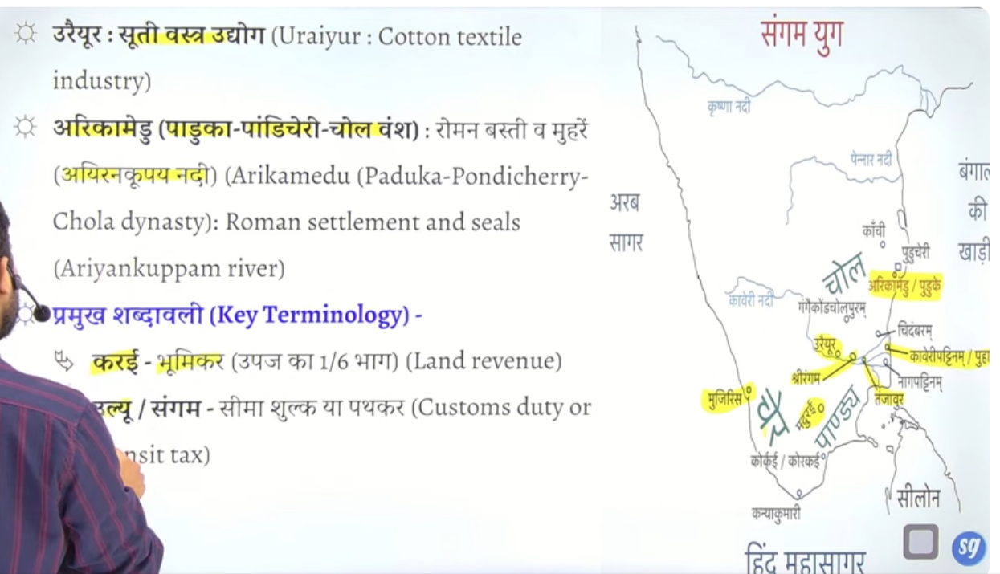 उरैयूर : सूती वस्त्र उद्योग (Uraiyur : Cotton textile
industry)
अरिकामेडु (पाडुका-पांडिचेरी-चोल वंश) : रोमन बस्ती व मुहरें
(अयिरनकूपय नदी) (Arikamedu (Paduka-Pondicherry-
Chola dynasty): Roman settlement and seals
(Ariyankuppam river)
प्रमुख शब्दावली (Key Terminology) -
करई - भूमिकर (उपज का 1/6 भाग) (Land revenue)
उल्यू / संगम - सीमा शुल्क या पथकर (Customs duty or
nsit tax)
संगम युग
कृष्णा नदी
पेन्नार नदी
अरब
सागर
की
खाड़ी
काँची
पुडुचेरी
चोल
अरिकामेडु / पुडुके
कावेरी नदी
गंगैकोंडचोलपुरम्
चिदंबरम्
उरैयूर
कावेरीपट्टिनम् /
श्रीरंगम
नागपट्टिनम्
मुजिरिस
तंजावुर
चेर
मदुरई
पाण्ड्य
कोर्कई / कोरकई
कन्याकुमारी
सीलोन
हिंद महासागर
sg